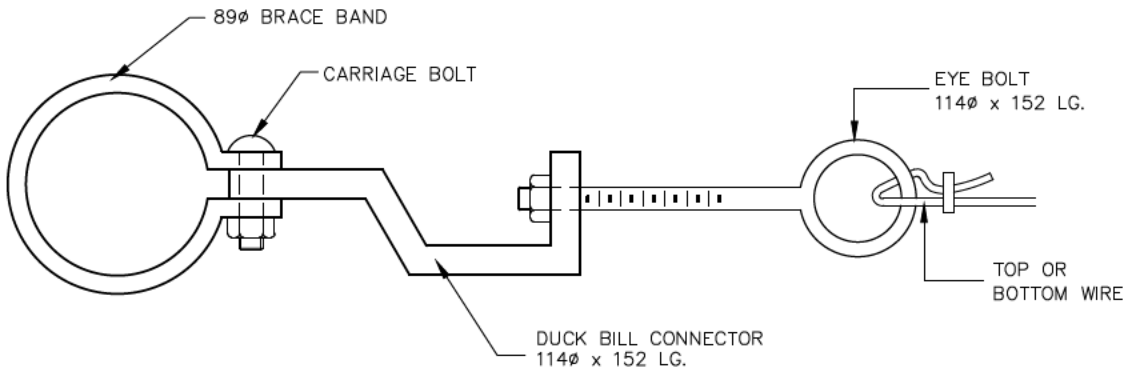 89ø BRACE BAND
CARRIAGE BOLT
EYE BOLT
114ø x 152 LG.
TOP OR
BOTTOM WIRE
DUCK BILL CONNECTOR
114ø x 152 LG.